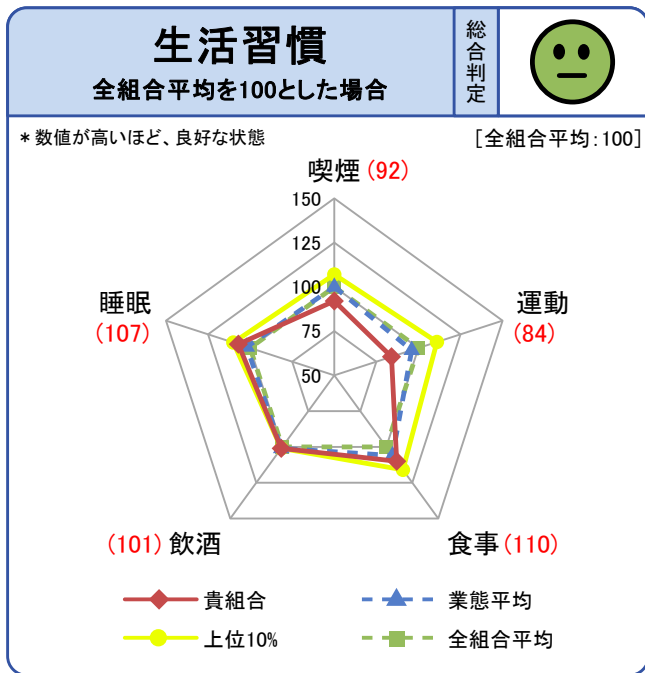 生活習慣
全組合平均を100とした場合
総合判定
*数値が高いほど、良好な状態
[全組合平均:100]
喫煙(92)
150
125
100
75
50
睡眠
(107)
運動
(84)
(101)飲酒
食事(110)
貴組合
業態平均
上位10%
全組合平均